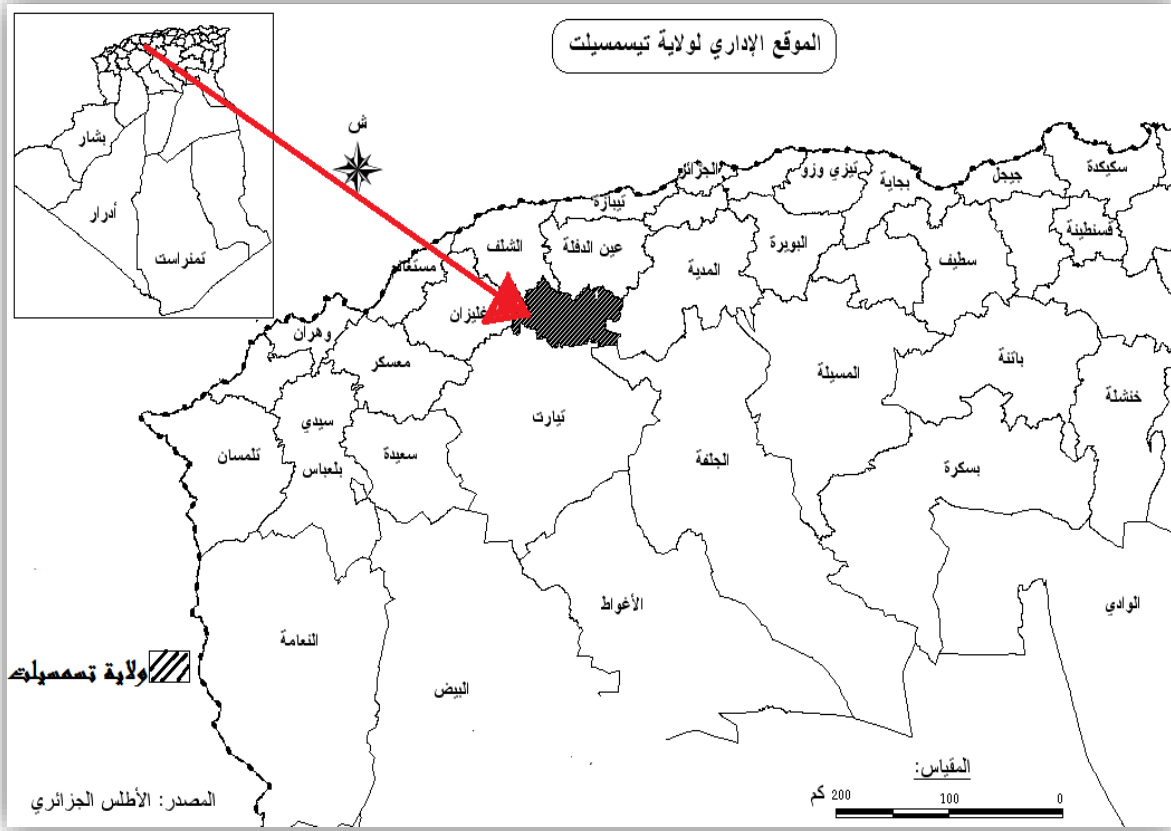 الموقع الإداري لولاية تيسمسيلت
ش
بشار
أدرار
تمنراست
سكيكدة
جيجل
بجاية
تيزي وزو
الجزائر
تيبازة
قسنطينة
سطيف
البويرة
المدية
عين الدفلة
الشلف
مستغانم
غليزان
وهران
معسكر
باتنة
خنشلة
المسيلة
تيارت
سيدي
بلعباس
سعيدة
تلمسان
الجلفة
بسكرة
الوادي
الأغواط
النعامة
البيض
ولاية تسمسيلت
المقياس:
كم 200 100 0
المصدر: الأطلس الجزائري